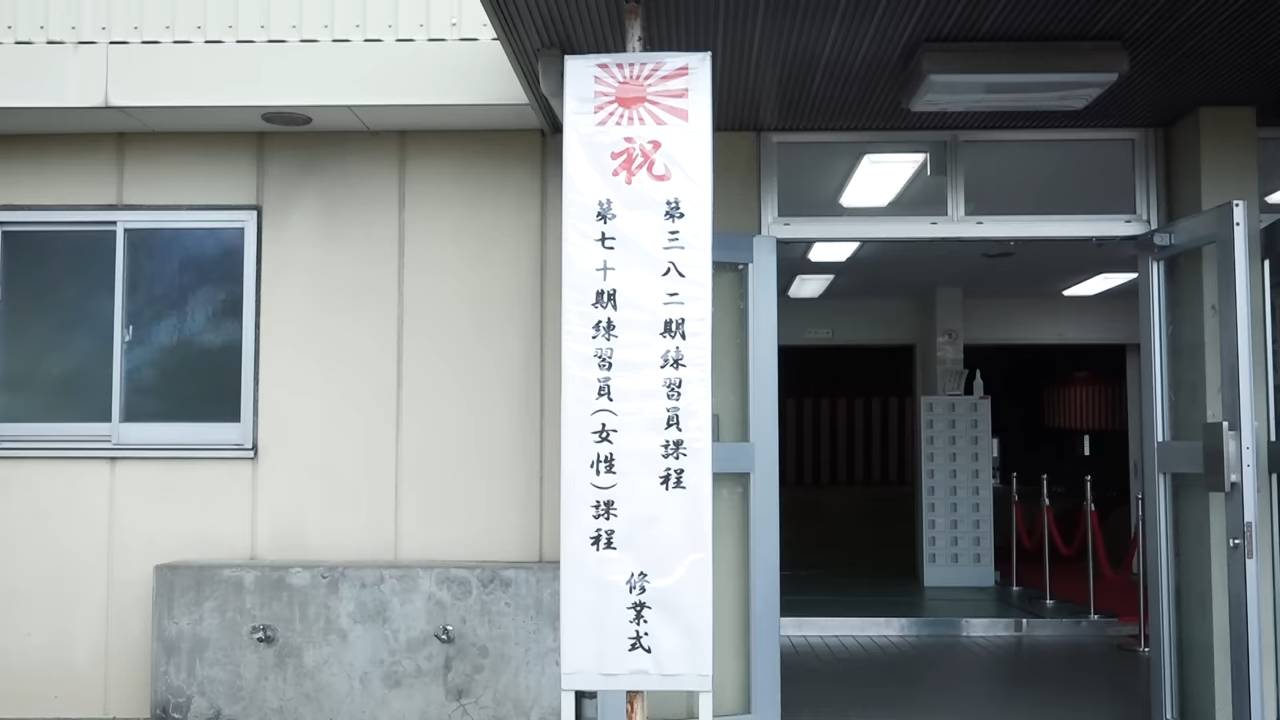 祝
第三八二期練習員課程
第七十期練習員(女性)課程
修業式